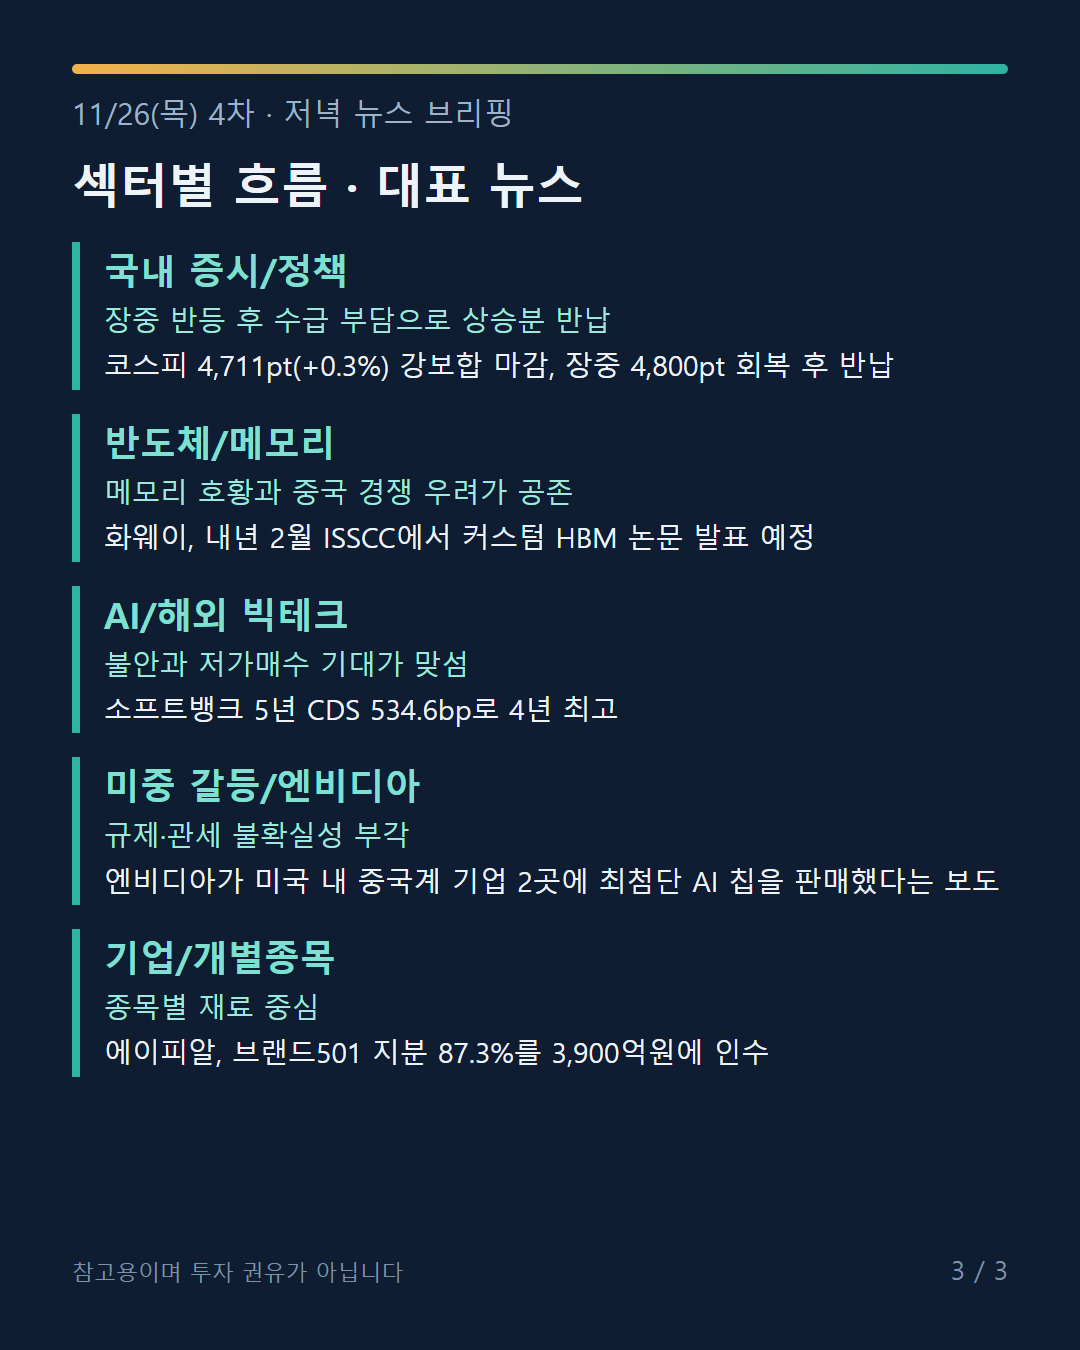 11/26(목) 4차 · 저녁 뉴스 브리핑
섹터별 흐름 · 대표 뉴스
국내 증시/정책
장중 반등 후 수급 부담으로 상승분 반납
코스피 4,711pt(+0.3%) 강보합 마감, 장중 4,800pt 회복 후 반납
반도체/메모리
메모리 호황과 중국 경쟁 우려가 공존
화웨이, 내년 2월 ISSCC에서 커스텀 HBM 논문 발표 예정
AI/해외 빅테크
불안과 저가매수 기대가 맞섬
소프트뱅크 5년 CDS 534.6bp로 4년 최고
미중 갈등/엔비디아
규제·관세 불확실성 부각
엔비디아가 미국 내 중국계 기업 2곳에 최첨단 AI 칩을 판매했다는 보도
기업/개별종목
종목별 재료 중심
에이피알, 브랜드501 지분 87.3%를 3,900억원에 인수
참고용이며 투자 권유가 아닙니다
3 / 3